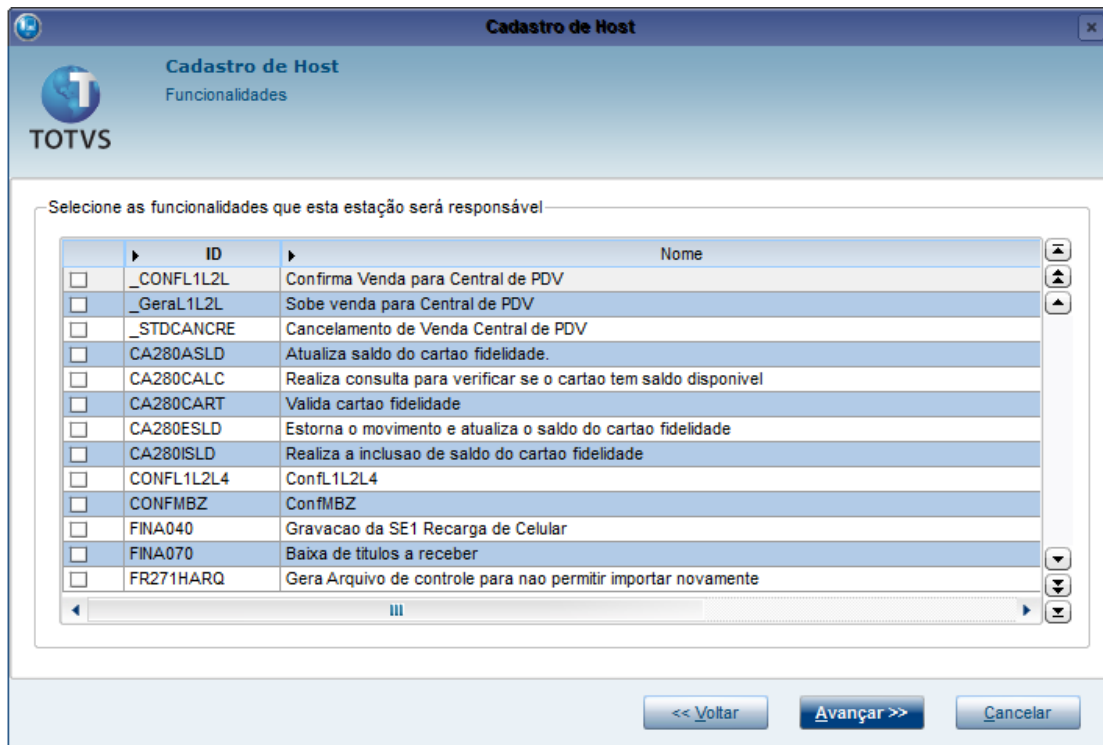 Cadastro de Host
Cadastro de Host
Funcionalidades
TOTVS
Selecione as funcionalidades que esta estação será responsável
ID Nome
_CONFL1L2L Confirma Venda para Central de PDV
_GeraL1L2L Sobe venda para Central de PDV
_STDCANCRE Cancelamento de Venda Central de PDV
CA280ASLD Atualiza saldo do cartao fidelidade.
CA280CALC Realiza consulta para verificar se o cartao tem saldo disponivel
CA280CART Valida cartao fidelidade
CA280ESLD Estorna o movimento e atualiza o saldo do cartao fidelidade
CA280ISLD Realiza a inclusao de saldo do cartao fidelidade
CONFL1L2L4 ConfL1L2L4
CONFMBZ ConfMBZ
FINA040 Gravacao da SE1 Recarga de Celular
FINA070 Baixa de titulos a receber
FR271HARQ Gera Arquivo de controle para nao permitir importar novamente
<< Voltar Avançar >> Cancelar